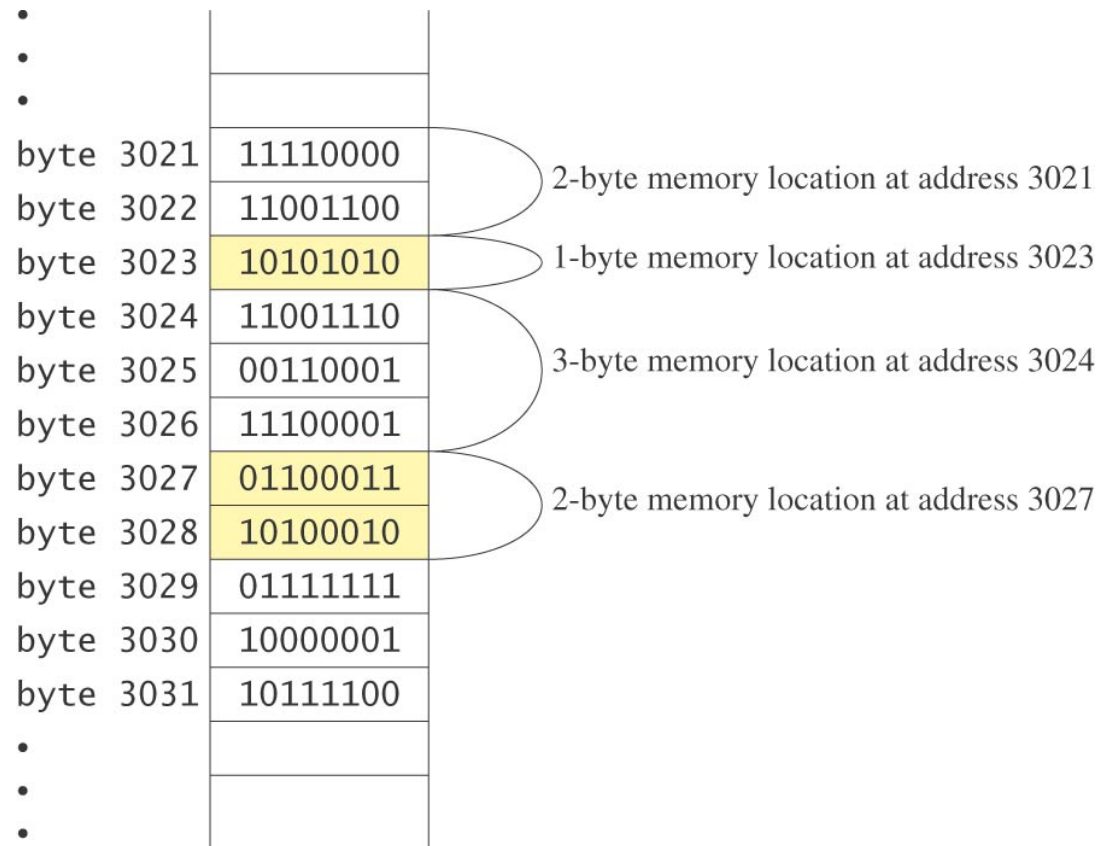 byte 3021 11110000
2-byte memory location at address 3021
byte 3022 11001100
byte 3023 10101010 1-byte memory location at address 3023
byte 3024 11001110
byte 3025 00110001 3-byte memory location at address 3024
byte 3026 11100001
byte 3027 01100011
2-byte memory location at address 3027
byte 3028 10100010
byte 3029 01111111
byte 3030 10000001
byte 3031 10111100